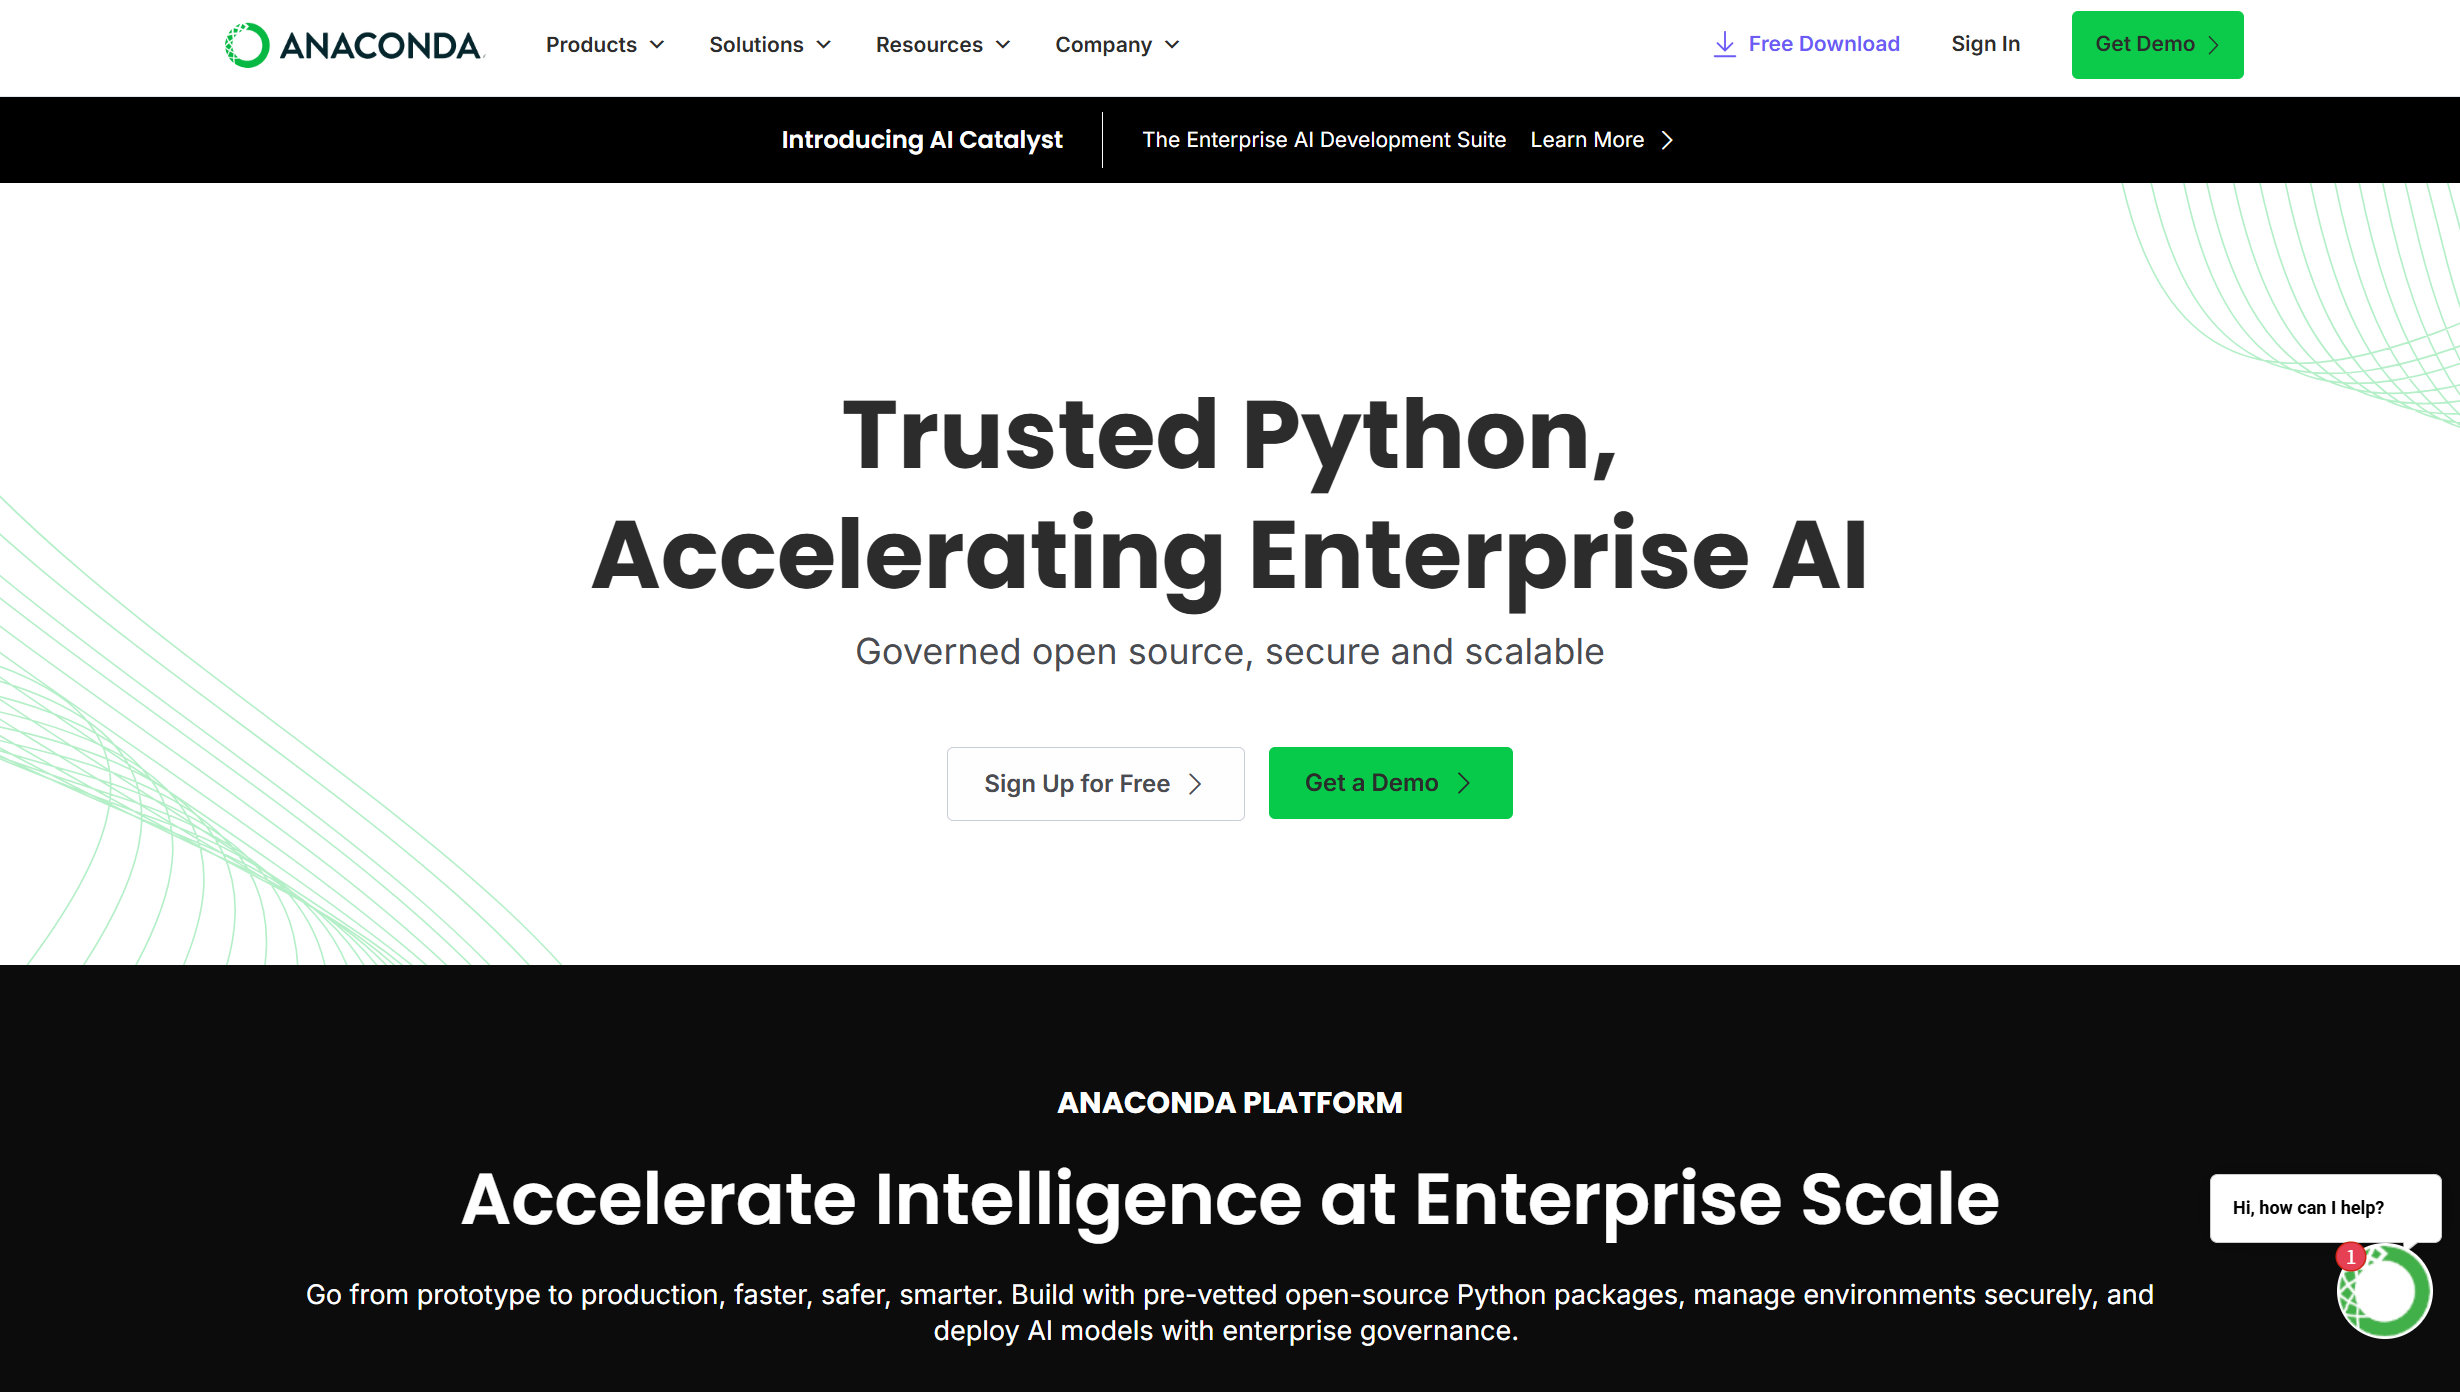 ANACONDA.
Products
Solutions
Resources
Company
Free Download
Sign In
Get Demo
Introducing AI Catalyst
The Enterprise AI Development Suite
Learn More
Trusted Python,
Accelerating Enterprise AI
Governed open source, secure and scalable
Sign Up for Free
Get a Demo
ANACONDA PLATFORM
Accelerate Intelligence at Enterprise Scale
Go from prototype to production, faster, safer, smarter. Build with pre-vetted open-source Python packages, manage environments securely, and
deploy AI models with enterprise governance.
Hi, how can I help?
1